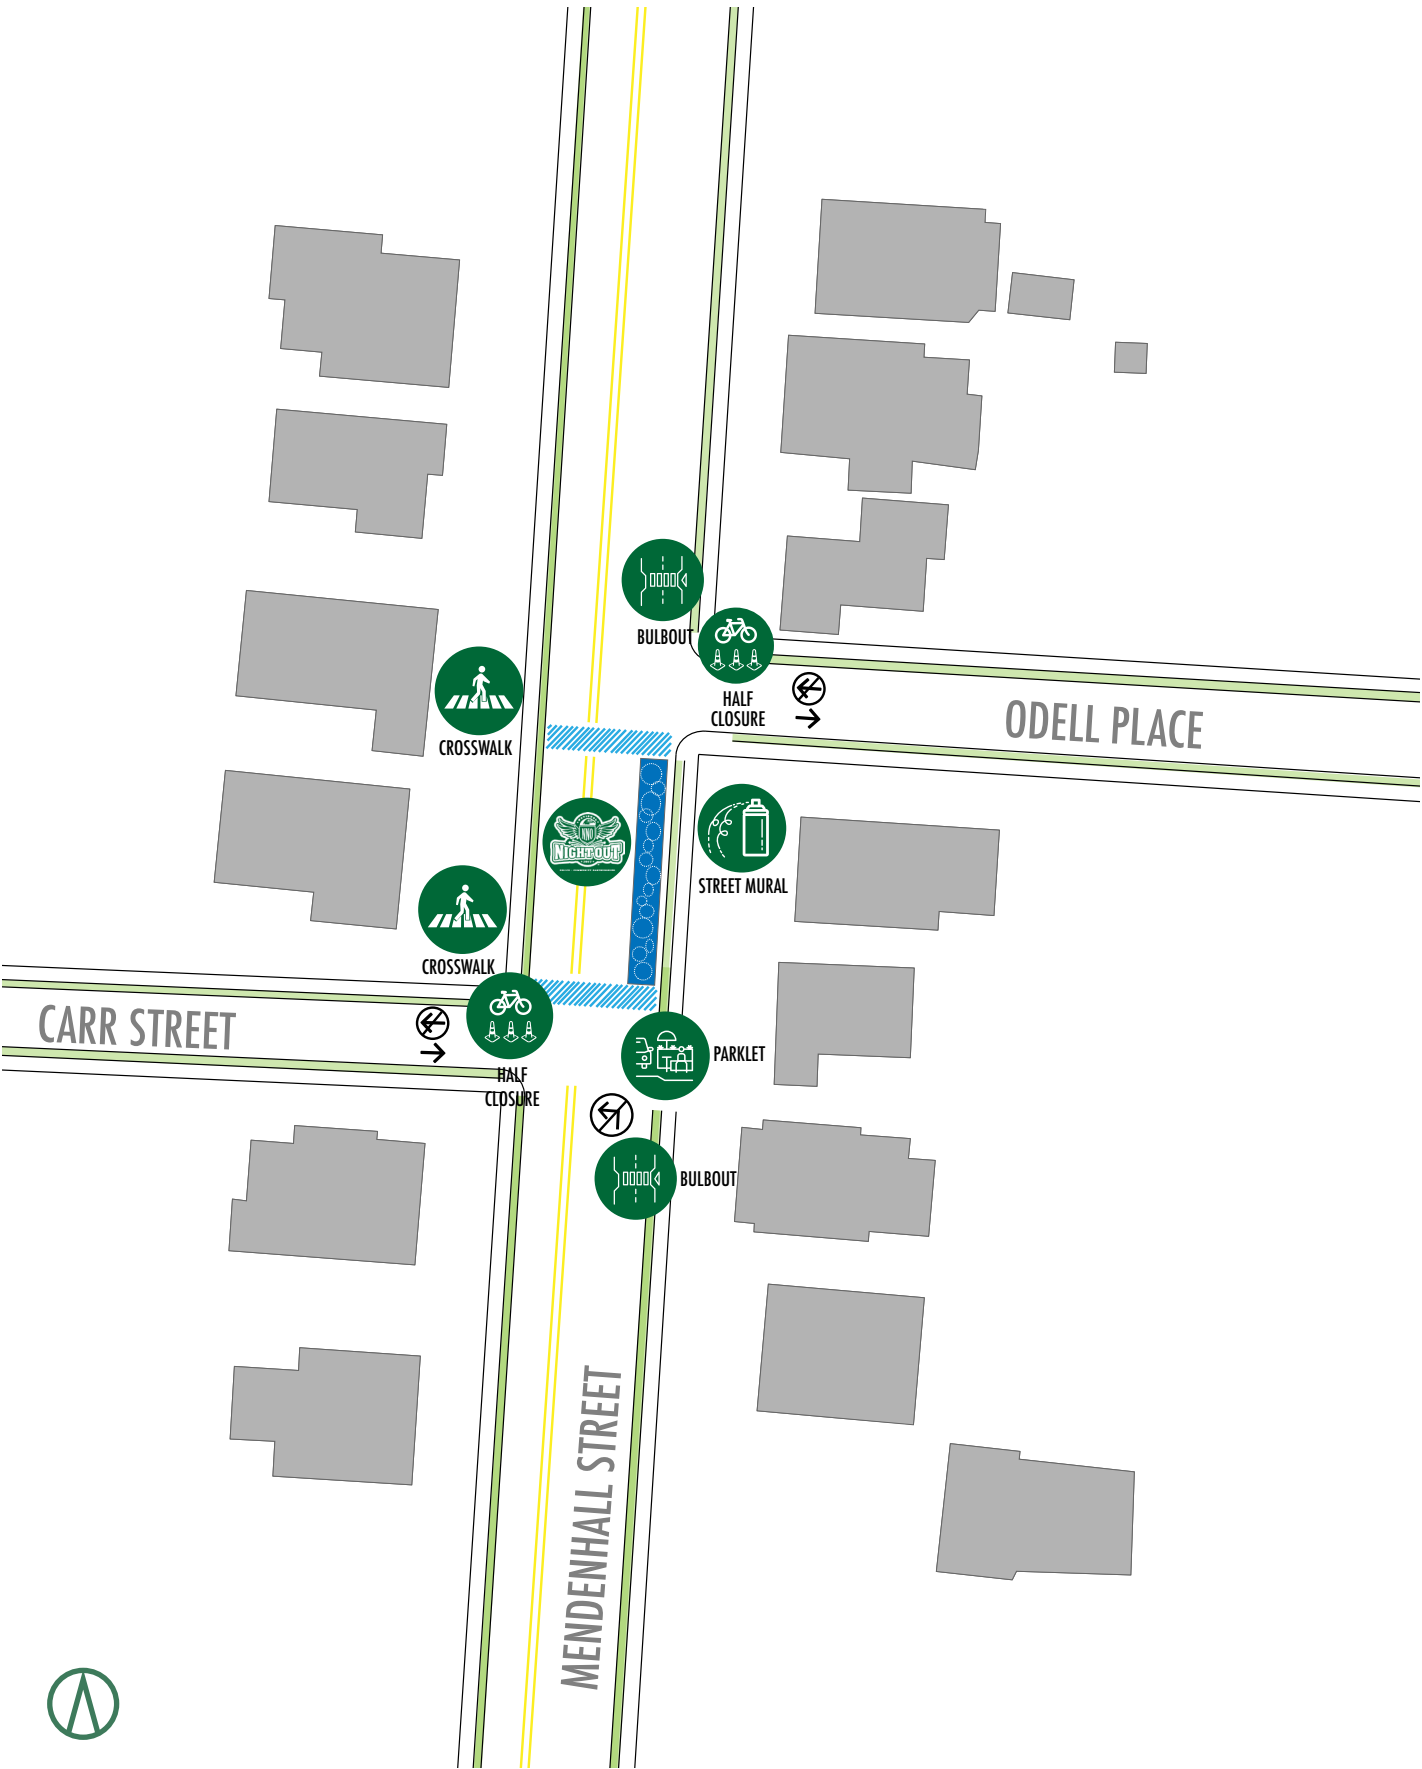 BULBOUT
HALF
CLOSURE
ODELL PLACE
CROSSWALK
NNO
NIGHT OUT
STREET MURAL
CROSSWALK
CARR STREET
PARKLET
HALF
CLOSURE
BULBOUT
MENDENHALL STREET